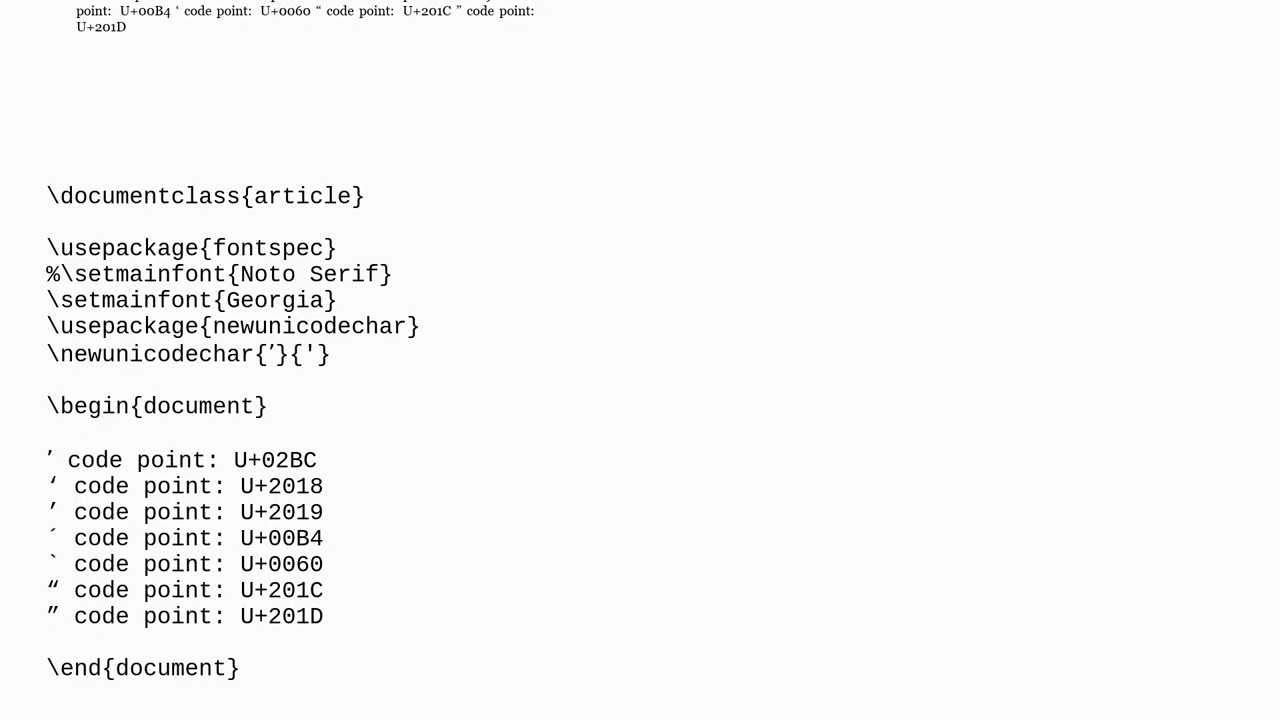 point: U+00B4 ‘ code point: U+0060 “ code point: U+201C ” code point:
U+201D
\documentclass{article}
\usepackage{fontspec}
%\setmainfont{Noto Serif}
\setmainfont{Georgia}
\usepackage{newunicodechar}
\newunicodechar{ʼ}{'}
\begin{document}
ʼ code point: U+02BC
‘ code point: U+2018
’ code point: U+2019
´ code point: U+00B4
` code point: U+0060
“ code point: U+201C
” code point: U+201D
\end{document}